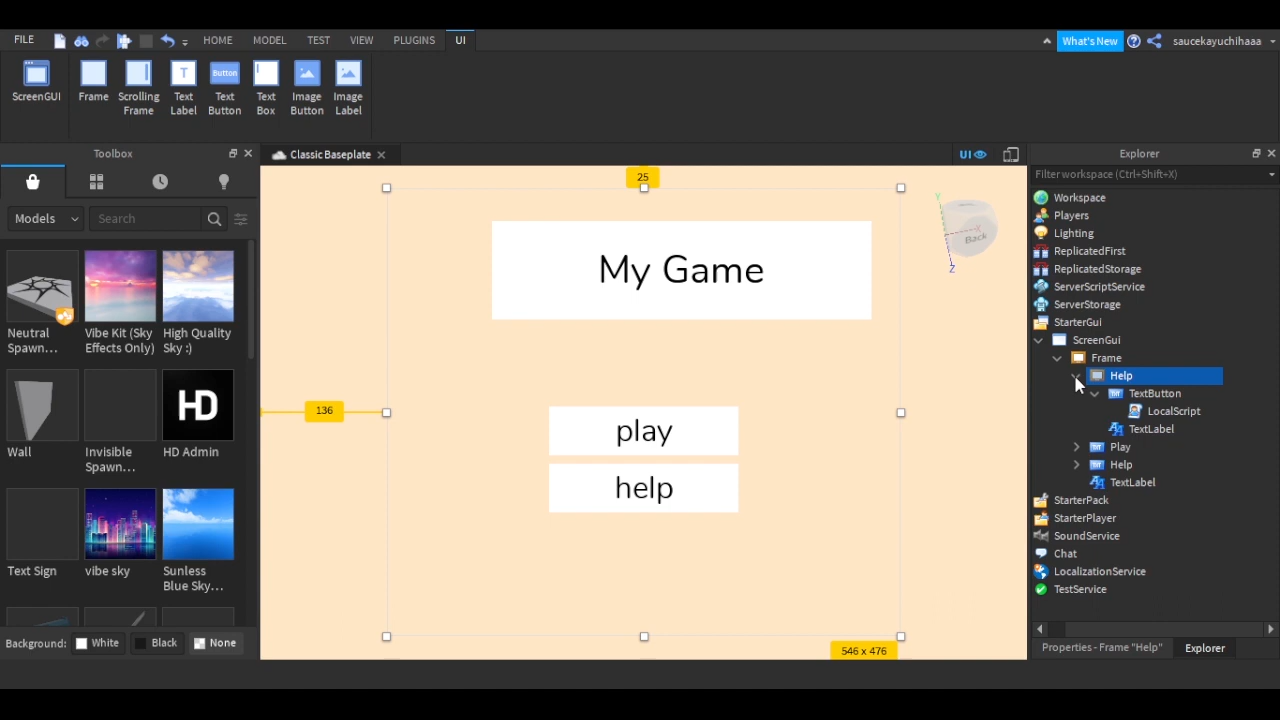 FILE HOME MODEL TEST VIEW PLUGINS UI What's New saucekayuchihaaa
ScreenGUI Frame Scrolling Frame Text Label Text Button Text Box Image Button Image Label
T Button
Toolbox
Classic Baseplate
UI
Explorer
Filter workspace (Ctrl+Shift+X)
Models Search
Neutral Spawn...
Vibe Kit (Sky Effects Only)
High Quality Sky :)
Wall
Invisible Spawn...
HD
HD Admin
Text Sign
vibe sky
Sunless Blue Sky...
Background: White Black None
25
136
546 x 476
My Game
play
help
Y
X
Back
Z
Workspace
Players
Lighting
ReplicatedFirst
ReplicatedStorage
ServerScriptService
ServerStorage
StarterGui
ScreenGui
Frame
Help
TextButton
LocalScript
TextLabel
Play
Help
TextLabel
StarterPack
StarterPlayer
SoundService
Chat
LocalizationService
TestService
Properties - Frame "Help" Explorer